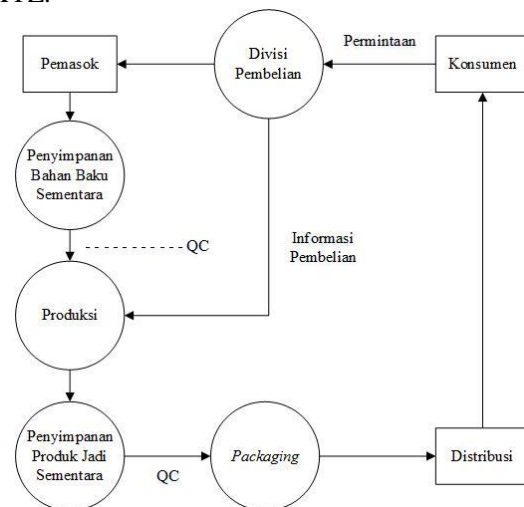 Divisi
Pembelian
Permintaan
Pemasok
Konsumen
Penyimpanan
Bahan Baku
Sementara
QC
Informasi
Pembelian
Produksi
Penyimpanan
Produk Jadi
Sementara
QC
Packaging
Distribusi